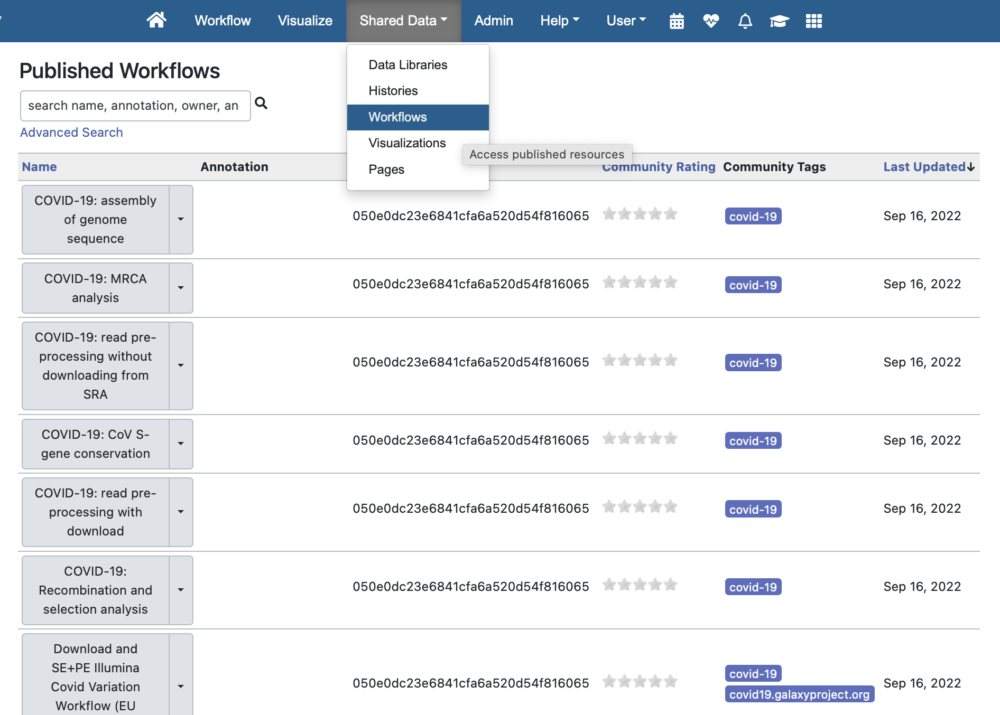 Workflow Visualize Shared Data Admin Help User
Published Workflows
search name, annotation, owner, an
Advanced Search
Data Libraries
Histories
Workflows
Visualizations
Pages
Access published resources
Name Annotation Community Rating Community Tags Last Updated↓
COVID-19: assembly
of genome
sequence
050e0dc23e6841cfa6a520d54f816065 covid-19 Sep 16, 2022
COVID-19: MRCA
analysis
050e0dc23e6841cfa6a520d54f816065 covid-19 Sep 16, 2022
COVID-19: read pre-
processing without
downloading from
SRA
050e0dc23e6841cfa6a520d54f816065 covid-19 Sep 16, 2022
COVID-19: CoV S-
gene conservation
050e0dc23e6841cfa6a520d54f816065 covid-19 Sep 16, 2022
COVID-19: read pre-
processing with
download
050e0dc23e6841cfa6a520d54f816065 covid-19 Sep 16, 2022
COVID-19:
Recombination and
selection analysis
050e0dc23e6841cfa6a520d54f816065 covid-19 Sep 16, 2022
Download and
SE+PE Illumina
Covid Variation
Workflow (EU
050e0dc23e6841cfa6a520d54f816065 covid-19 Sep 16, 2022
covid19.galaxyproject.org